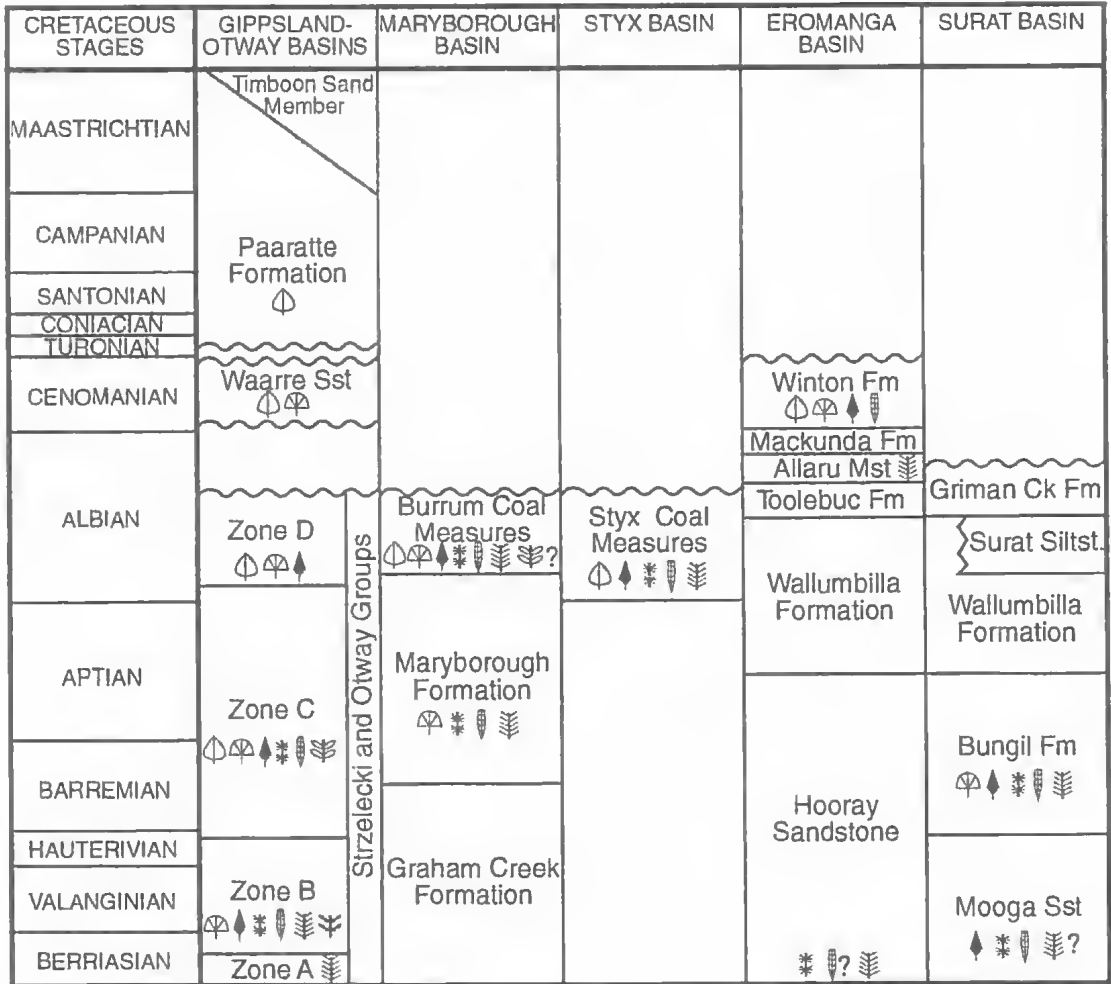 CRETACEOUS
STAGES
GIPPSLAND-
OTWAY BASINS
MARYBOROUGH
BASIN
STYX BASIN
EROMANGA
BASIN
SURAT BASIN
MAASTRICHTIAN
CAMPANIAN
SANTONIAN
CONIACIAN
TURONIAN
CENOMANIAN
ALBIAN
APTIAN
BARREMIAN
HAUTERIVIAN
VALANGINIAN
BERRIASIAN
Timboon Sand
Member
Paaratte
Formation
Waarre Sst
Zone D
Zone C
Zone B
Zone A
Strzelecki and Otway Groups
Burrum Coal
Measures
?
Maryborough
Formation
Graham Creek
Formation
Styx Coal
Measures
Winton Fm
Mackunda Fm
Allaru Mst
Toolebuc Fm
Wallumbilla
Formation
Hooray
Sandstone
?
Griman Ck Fm
Surat Siltst.
Wallumbilla
Formation
Bungil Fm
Mooga Sst
?